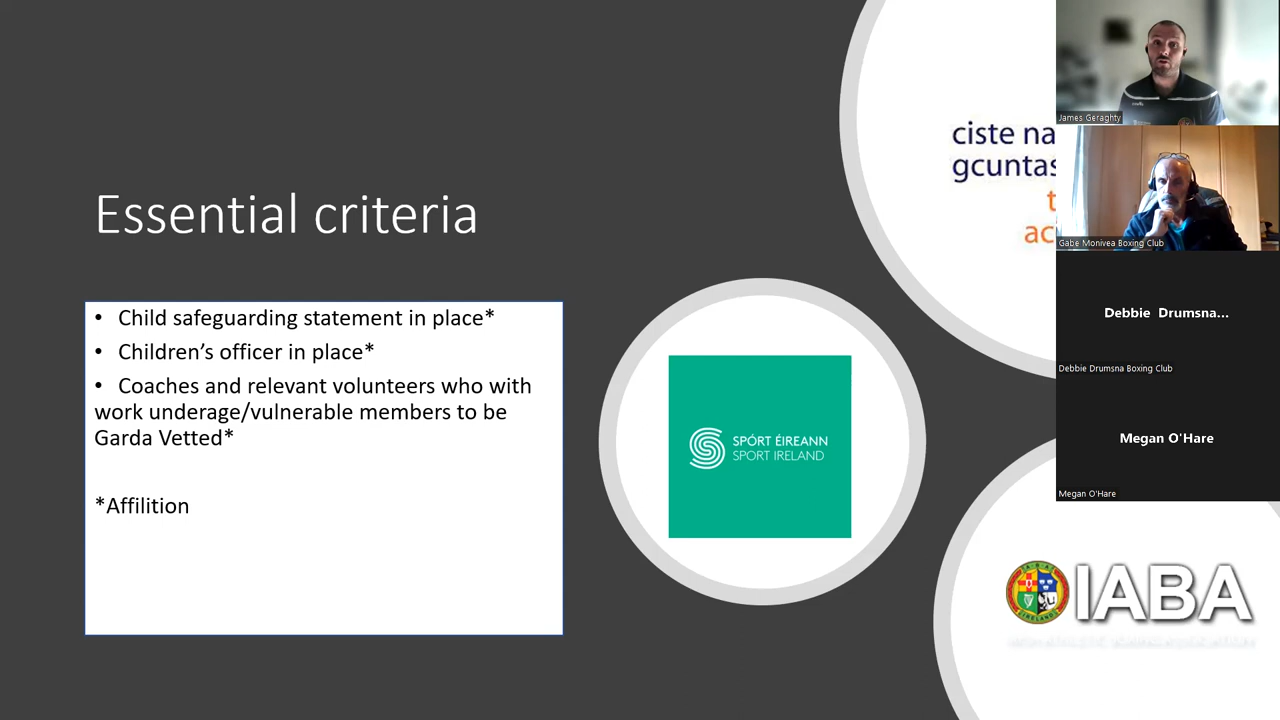 Essential criteria
• Child safeguarding statement in place*
• Children's officer in place*
• Coaches and relevant volunteers who with
work underage/vulnerable members to be
Garda Vetted*
*Affilition
ciste na
gcuntas
t
ac
SPÓRT ÉIREANN
SPORT IRELAND
IABA
James Geraghty
Gabe Monivea Boxing Club
Debbie Drumsna...
Debbie Drumsna Boxing Club
Megan O'Hare
Megan O'Hare